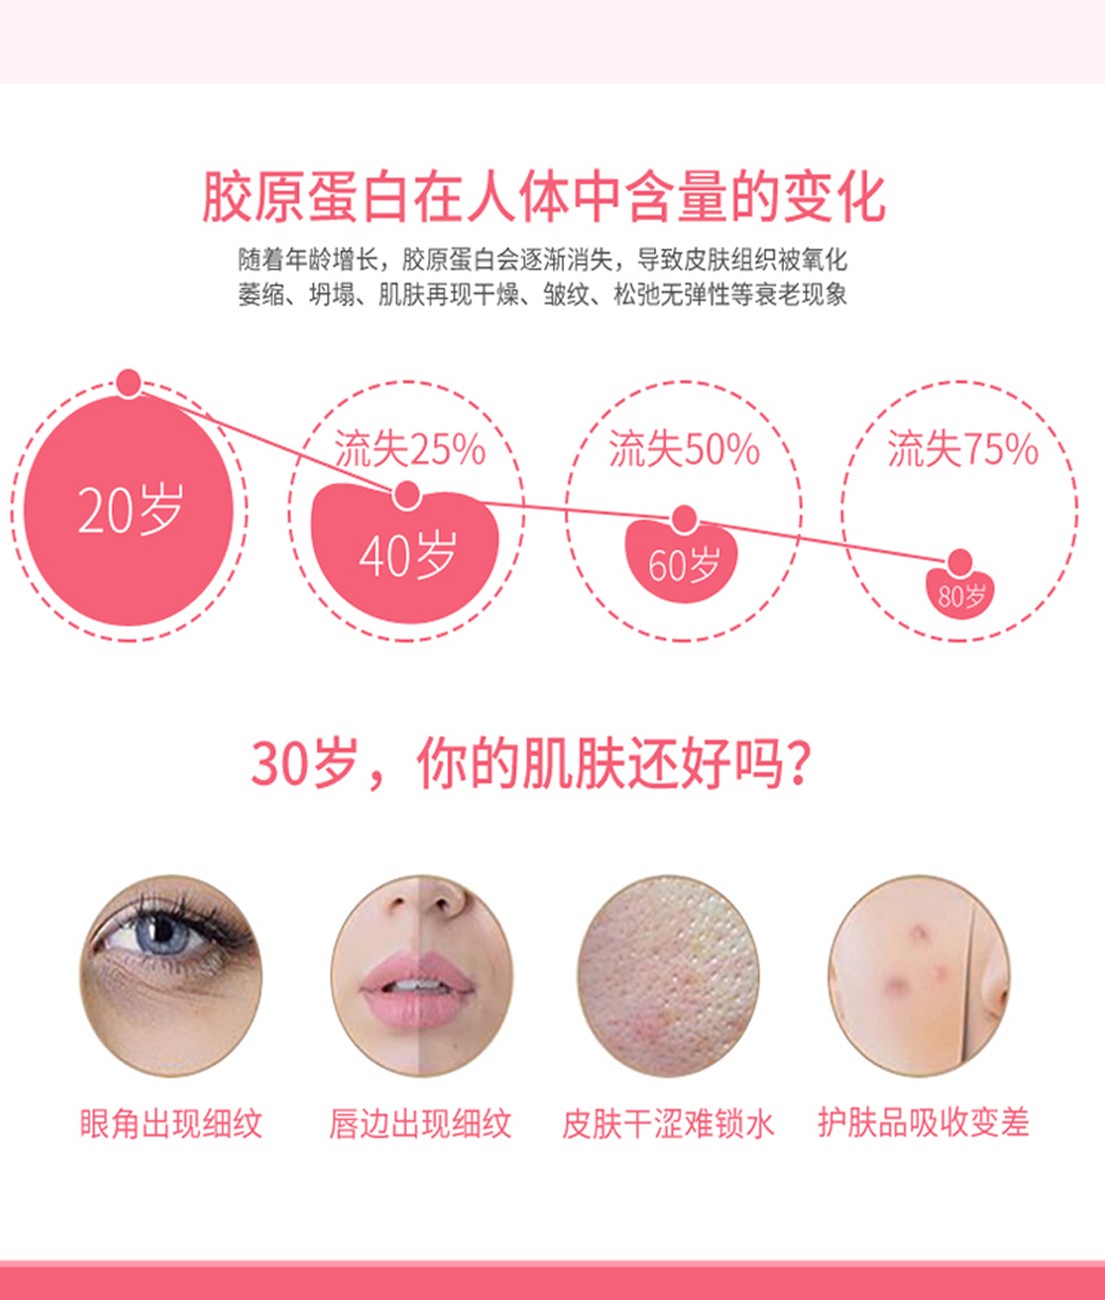 胶原蛋白在人体中含量的变化
随着年龄增长，胶原蛋白会逐渐消失，导致皮肤组织被氧化
萎缩、坍塌、肌肤再现干燥、皱纹、松弛无弹性等衰老现象
流失25%
流失50%
流失75%
20岁
40岁
60岁
80岁
30岁，你的肌肤还好吗？
眼角出现细纹
唇边出现细纹
皮肤干涩难锁水
护肤品吸收变差